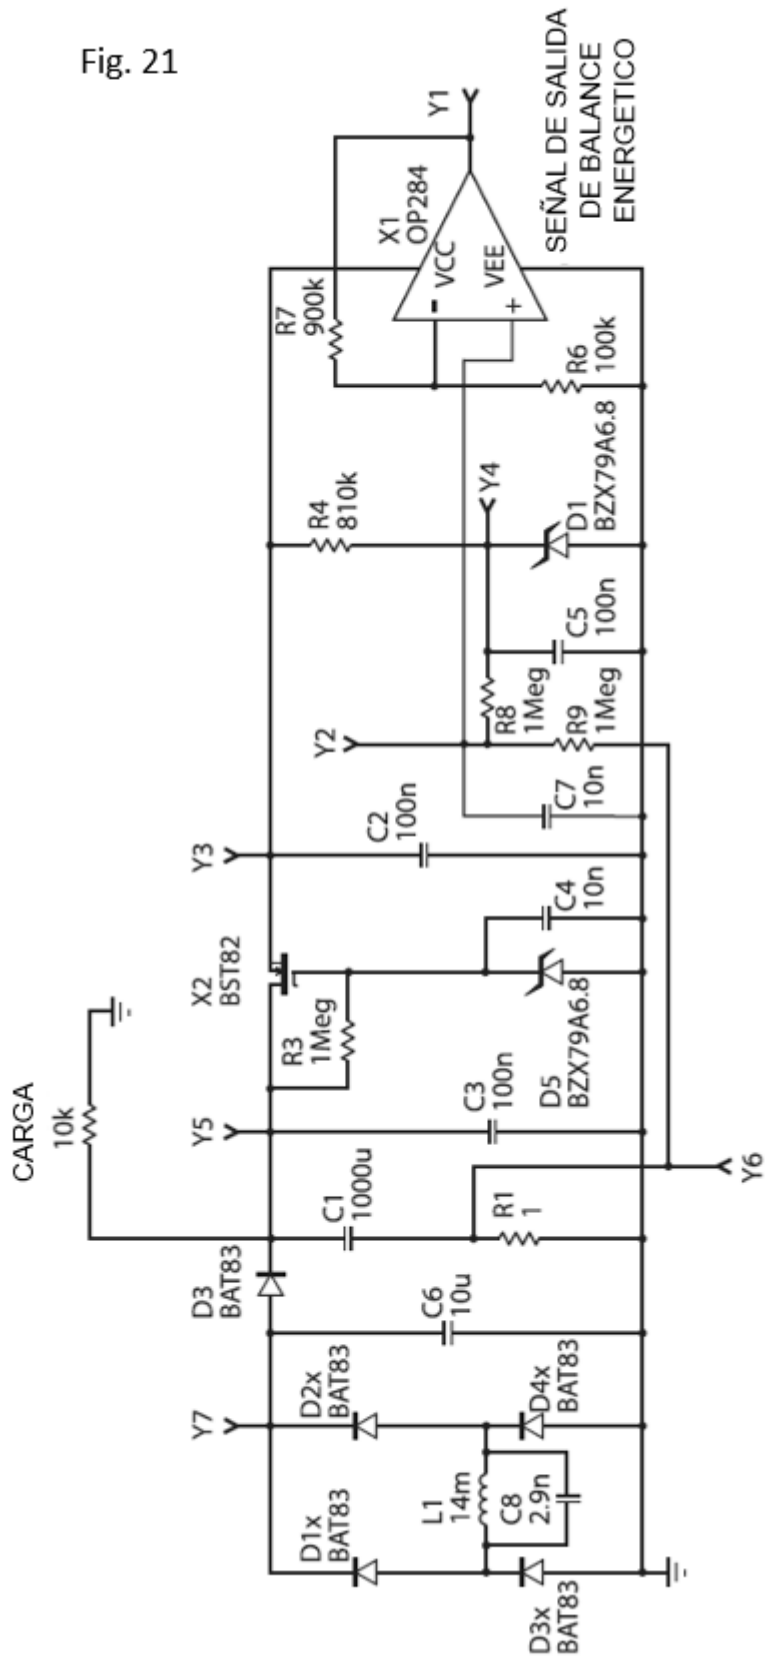 Fig. 21
SEÑAL DE SALIDA
DE BALANCE
ENERGETICO
Y1
X1
OP284
VCC
VEE
-
+
R7
900k
R6
100k
R4
810k
Y4
D1
BZX79A6.8
C5
100n
R8
1Meg
R9
1Meg
Y2
C7
10n
C2
100n
Y3
C4
10n
X2
BST82
R3
1Meg
D5
BZX79A6.8
CARGA
10k
Y5
C3
100n
Y6
C1
1000u
R1
1
D3
BAT83
C6
10u
Y7
D2x
BAT83
D4x
BAT83
L1
14m
C8
2.9n
D1x
BAT83
D3x
BAT83